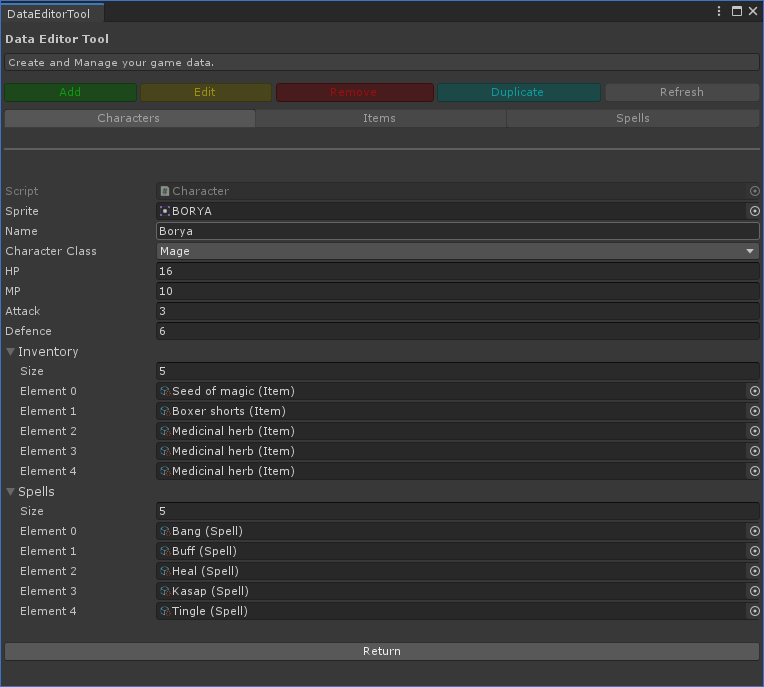 DataEditorTool
Data Editor Tool
Create and Manage your game data.
Add Edit Remove Duplicate Refresh
Characters Items Spells
Script Character
Sprite BORYA
Name Borya
Character Class Mage
HP 16
MP 10
Attack 3
Defence 6
Inventory
Size 5
Element 0 Seed of magic (Item)
Element 1 Boxer shorts (Item)
Element 2 Medicinal herb (Item)
Element 3 Medicinal herb (Item)
Element 4 Medicinal herb (Item)
Spells
Size 5
Element 0 Bang (Spell)
Element 1 Buff (Spell)
Element 2 Heal (Spell)
Element 3 Kasap (Spell)
Element 4 Tingle (Spell)
Return